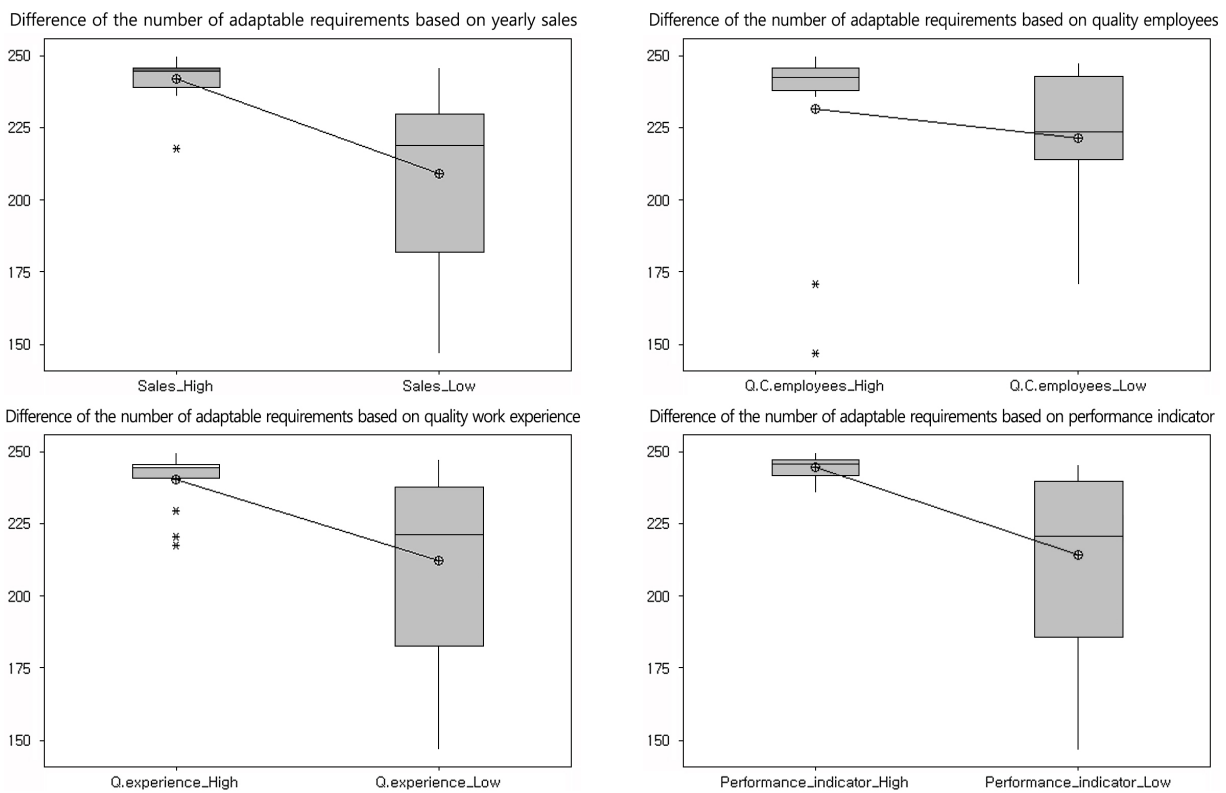 Difference of the number of adaptable requirements based on yearly sales
250
225
200
175
150
Sales_High
Sales_Low
Difference of the number of adaptable requirements based on quality employees
250
225
200
175
150
Q.C.employees_High
Q.C.employees_Low
Difference of the number of adaptable requirements based on quality work experience
250
225
200
175
150
Q.experience_High
Q.experience_Low
Difference of the number of adaptable requirements based on performance indicator
250
225
200
175
150
Performance_indicator_High
Performance_indicator_Low